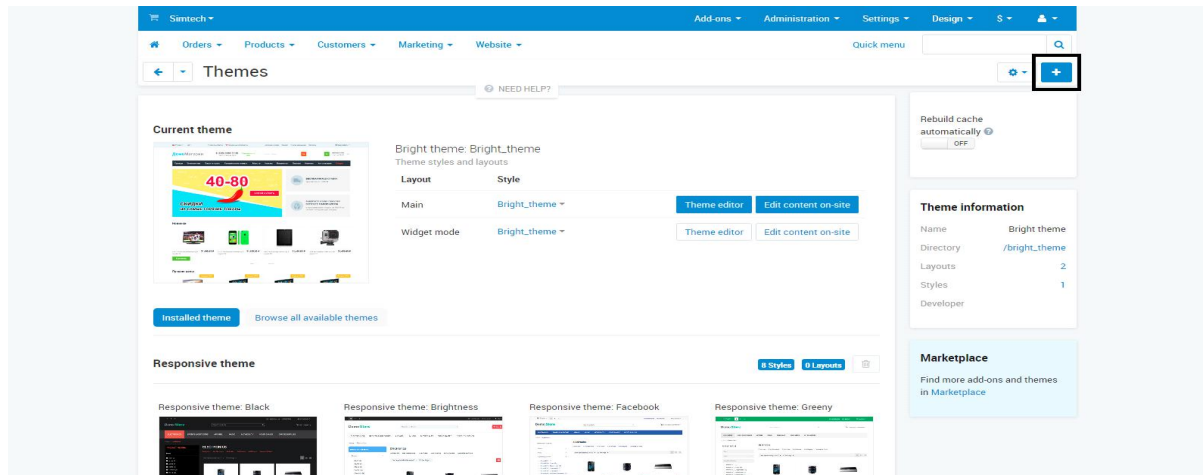 Simtech
Add-ons Administration Settings Design $
Orders Products Customers Marketing Website Quick menu
Themes
NEED HELP?
Rebuild cache
automatically
OFF
Current theme
40-80
Bright theme: Bright_theme
Theme styles and layouts
Layout Style
Main Bright_theme Theme editor Edit content on-site
Widget mode Bright_theme Theme editor Edit content on-site
Theme information
Name Bright theme
Directory /bright_theme
Layouts 2
Styles 1
Developer
Installed theme Browse all available themes
Responsive theme 8 Styles 0 Layouts
Marketplace
Find more add-ons and themes
in Marketplace
Responsive theme: Black Responsive theme: Brightness Responsive theme: Facebook Responsive theme: Greeny